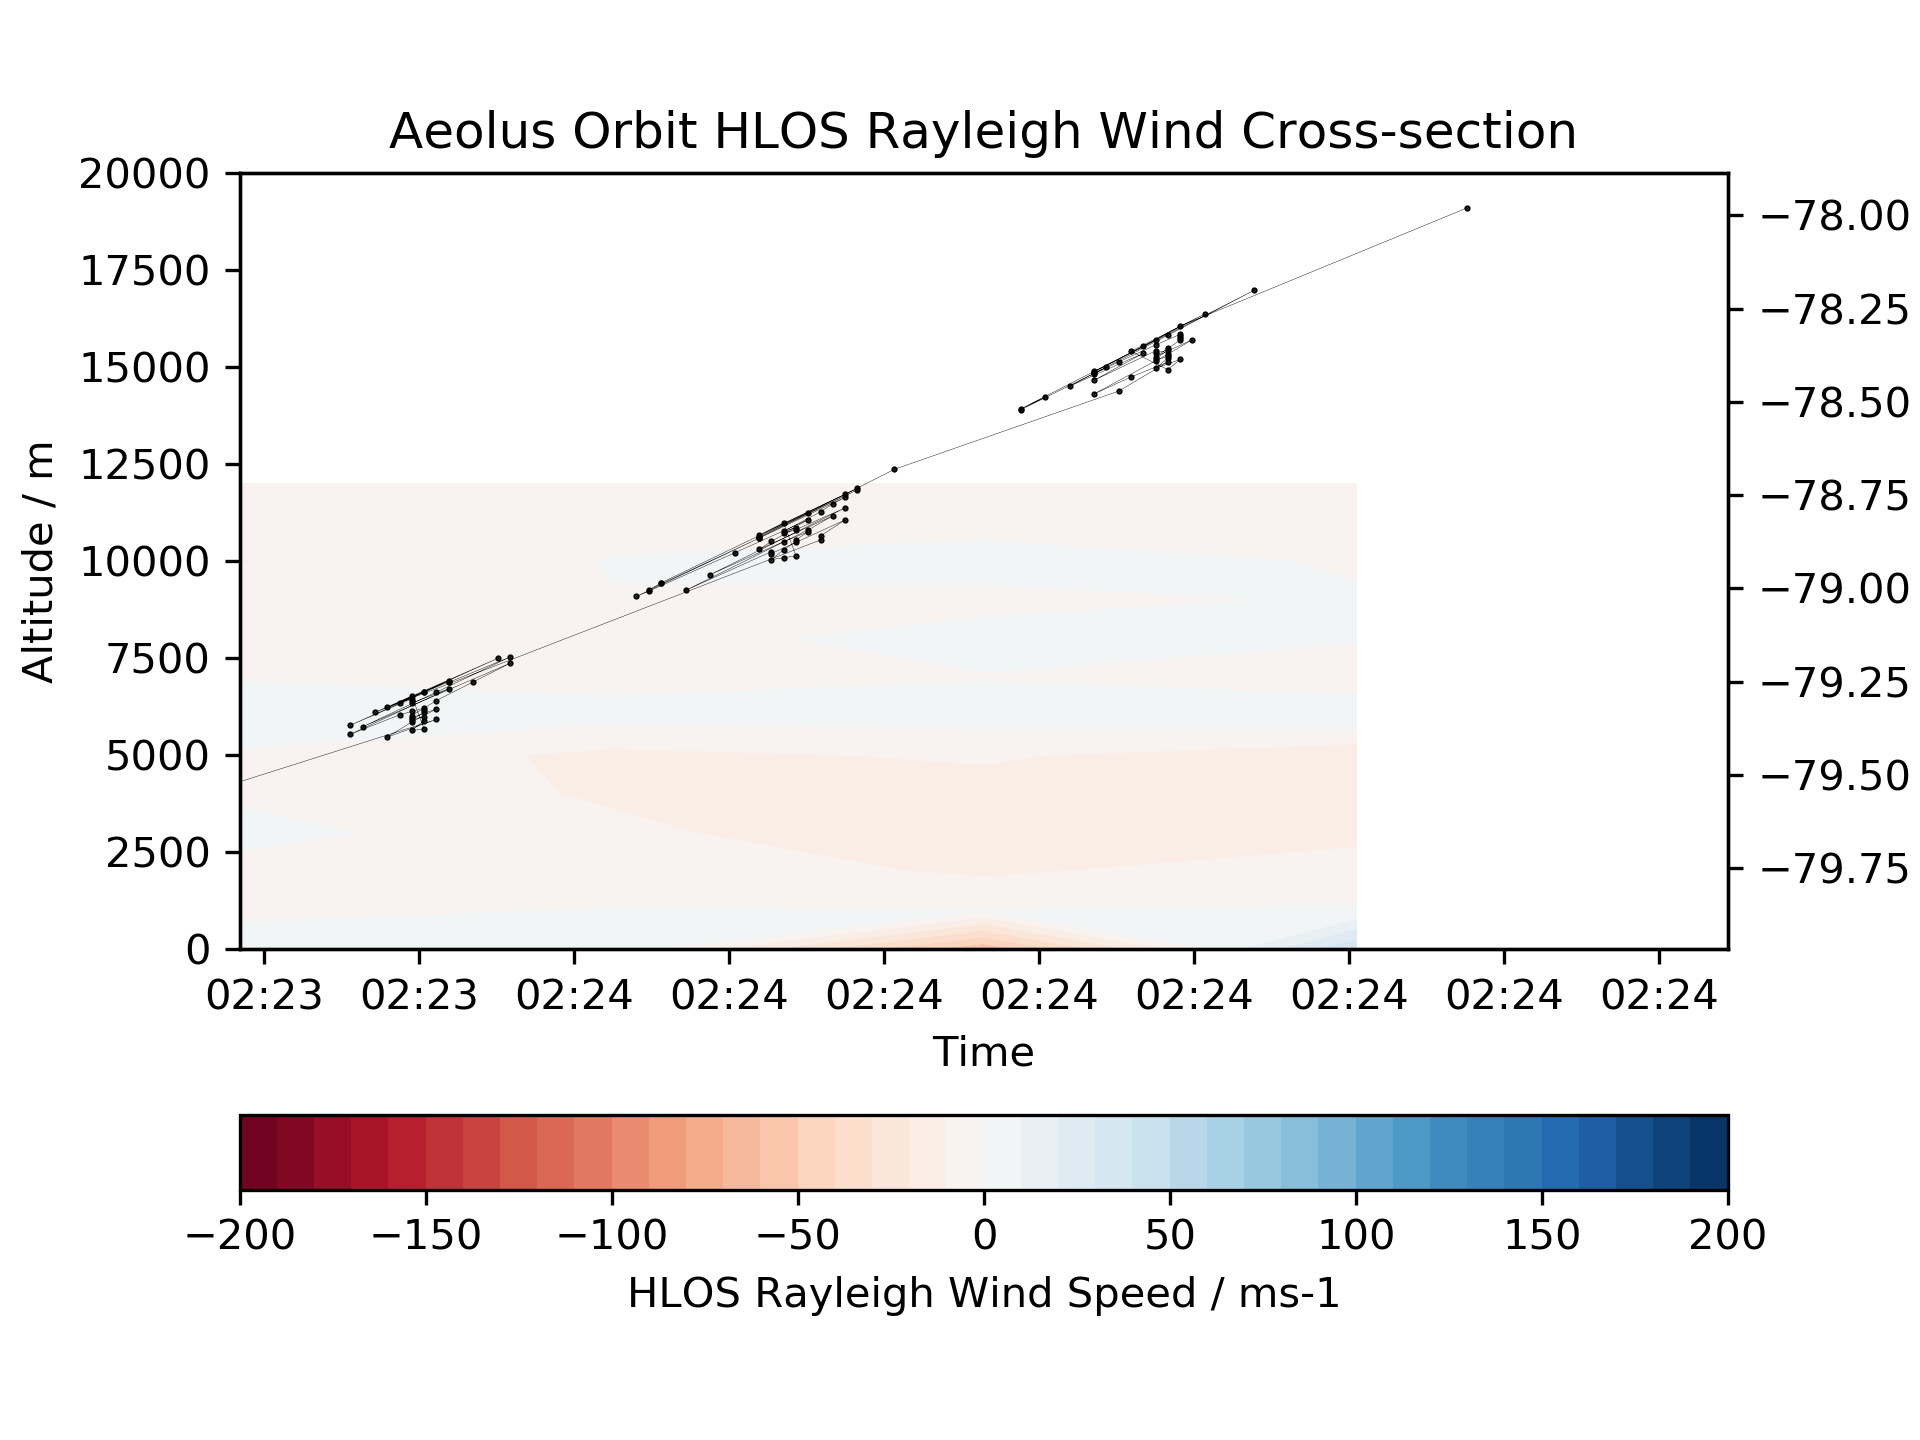 Aeolus Orbit HLOS Rayleigh Wind Cross-section
20000
17500
15000
12500
10000
7500
5000
2500
0
Altitude / m
−78.00
−78.25
−78.50
−78.75
−79.00
−79.25
−79.50
−79.75
02:23 02:23 02:24 02:24 02:24 02:24 02:24 02:24 02:24 02:24
Time
−200 −150 −100 −50 0 50 100 150 200
HLOS Rayleigh Wind Speed / ms-1